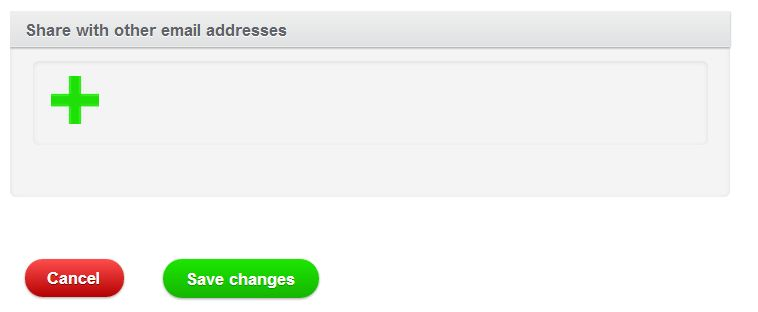 Share with other email addresses
Cancel
Save changes